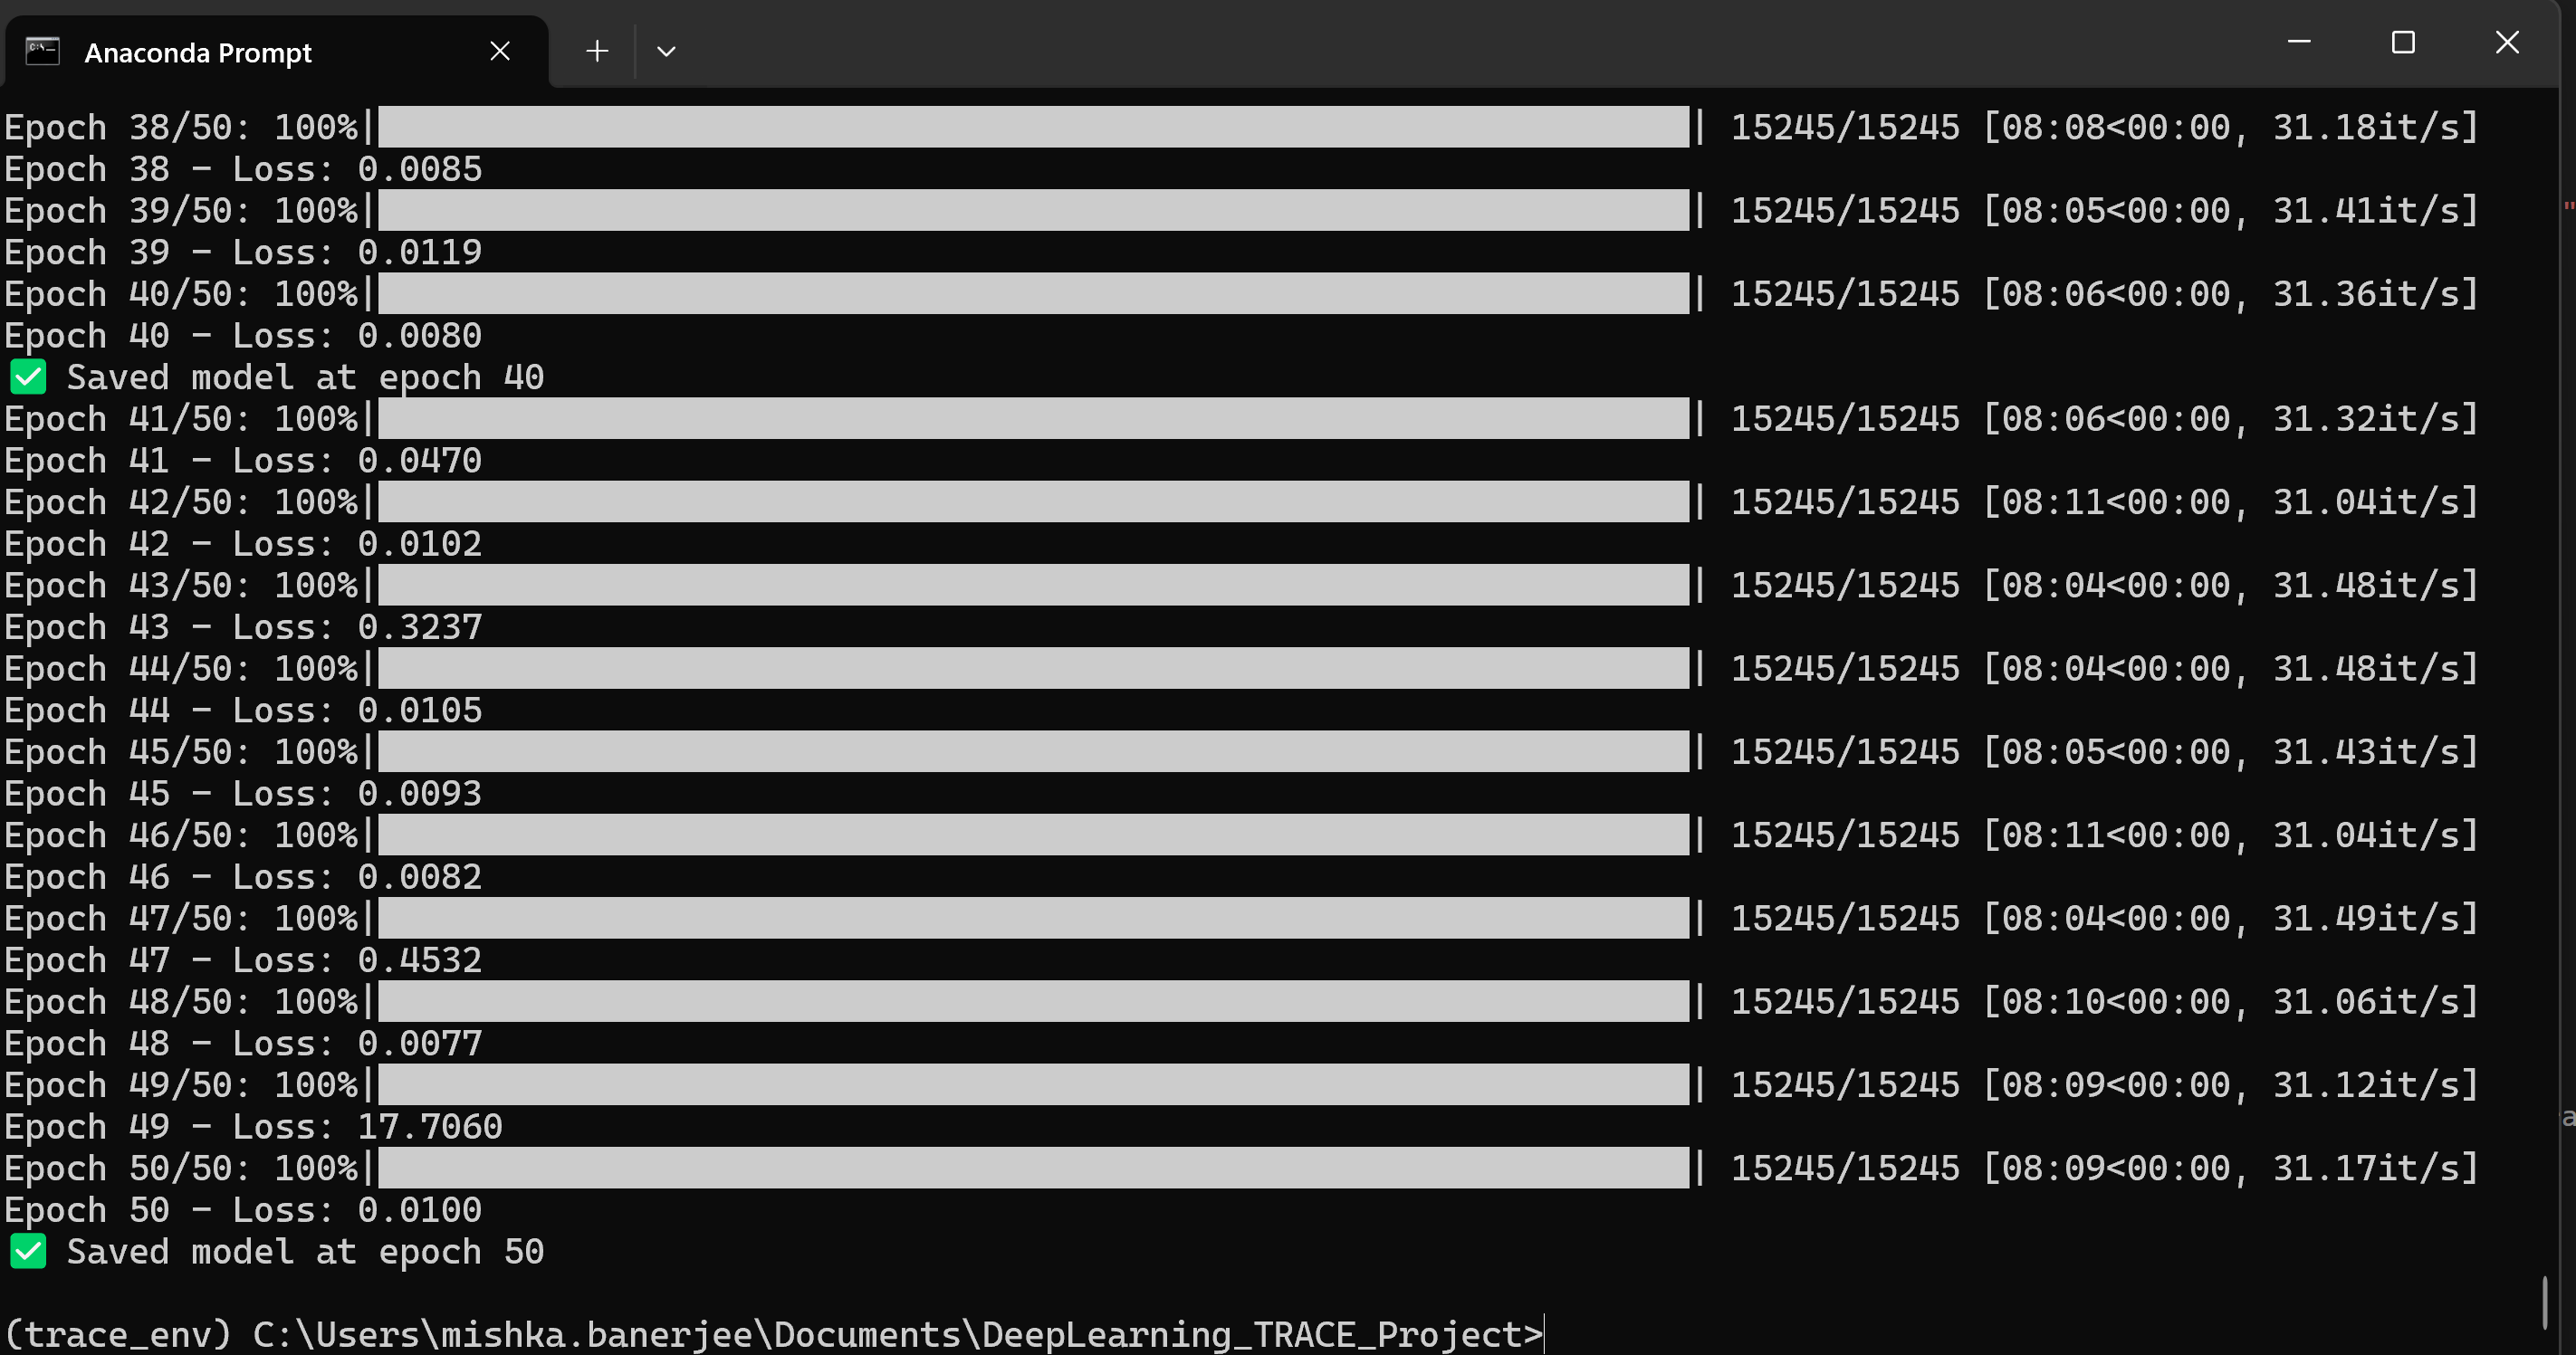 Anaconda Prompt
Epoch 38/50: 100%| | 15245/15245 [08:08<00:00, 31.18it/s]
Epoch 38 - Loss: 0.0085
Epoch 39/50: 100%| | 15245/15245 [08:05<00:00, 31.41it/s]
Epoch 39 - Loss: 0.0119
Epoch 40/50: 100%| | 15245/15245 [08:06<00:00, 31.36it/s]
Epoch 40 - Loss: 0.0080
✅ Saved model at epoch 40
Epoch 41/50: 100%| | 15245/15245 [08:06<00:00, 31.32it/s]
Epoch 41 - Loss: 0.0470
Epoch 42/50: 100%| | 15245/15245 [08:11<00:00, 31.04it/s]
Epoch 42 - Loss: 0.0102
Epoch 43/50: 100%| | 15245/15245 [08:04<00:00, 31.48it/s]
Epoch 43 - Loss: 0.3237
Epoch 44/50: 100%| | 15245/15245 [08:04<00:00, 31.48it/s]
Epoch 44 - Loss: 0.0105
Epoch 45/50: 100%| | 15245/15245 [08:05<00:00, 31.43it/s]
Epoch 45 - Loss: 0.0093
Epoch 46/50: 100%| | 15245/15245 [08:11<00:00, 31.04it/s]
Epoch 46 - Loss: 0.0082
Epoch 47/50: 100%| | 15245/15245 [08:04<00:00, 31.49it/s]
Epoch 47 - Loss: 0.4532
Epoch 48/50: 100%| | 15245/15245 [08:10<00:00, 31.06it/s]
Epoch 48 - Loss: 0.0077
Epoch 49/50: 100%| | 15245/15245 [08:09<00:00, 31.12it/s]
Epoch 49 - Loss: 17.7060
Epoch 50/50: 100%| | 15245/15245 [08:09<00:00, 31.17it/s]
Epoch 50 - Loss: 0.0100
✅ Saved model at epoch 50
(trace_env) C:\Users\mishka.banerjee\Documents\DeepLearning_TRACE_Project>